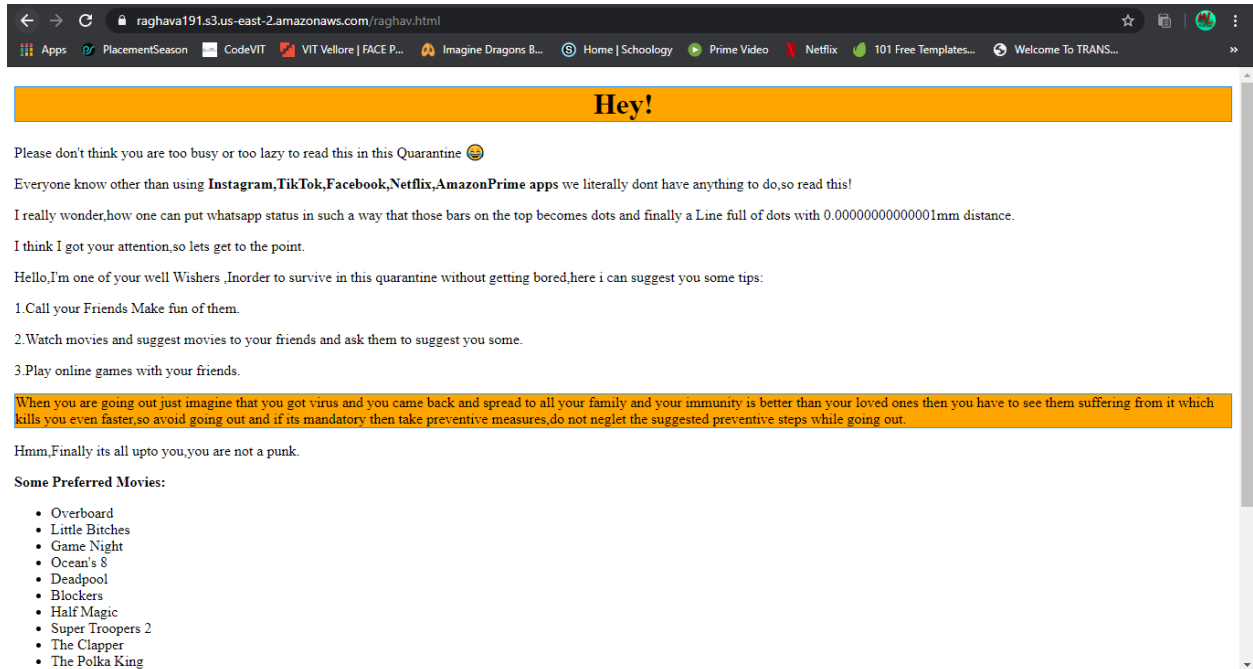 raghava191.s3.us-east-2.amazonaws.com/raghav.html
Apps PlacementSeason CodeVIT VIT Vellore | FACE P... Imagine Dragons B... Home | Schoology Prime Video Netflix 101 Free Templates... Welcome To TRANS... »
Hey!
Please don't think you are too busy or too lazy to read this in this Quarantine 😂
Everyone know other than using Instagram,TikTok,Facebook,Netflix,AmazonPrime apps we literally dont have anything to do,so read this!
I really wonder,how one can put whatsapp status in such a way that those bars on the top becomes dots and finally a Line full of dots with 0.0000000000001mm distance.
I think I got your attention,so lets get to the point.
Hello,I'm one of your well Wishers ,Inorder to survive in this quarantine without getting bored,here i can suggest you some tips:
1.Call your Friends Make fun of them.
2.Watch movies and suggest movies to your friends and ask them to suggest you some.
3.Play online games with your friends.
When you are going out just imagine that you got virus and you came back and spread to all your family and your immunity is better than your loved ones then you have to see them suffering from it which
kills you even faster,so avoid going out and if its mandatory then take preventive measures,do not neglet the suggested preventive steps while going out.
Hmm,Finally its all upto you,you are not a punk.
Some Preferred Movies:
• Overboard
• Little Bitches
• Game Night
• Ocean's 8
• Deadpool
• Blockers
• Half Magic
• Super Troopers 2
• The Clapper
• The Polka King